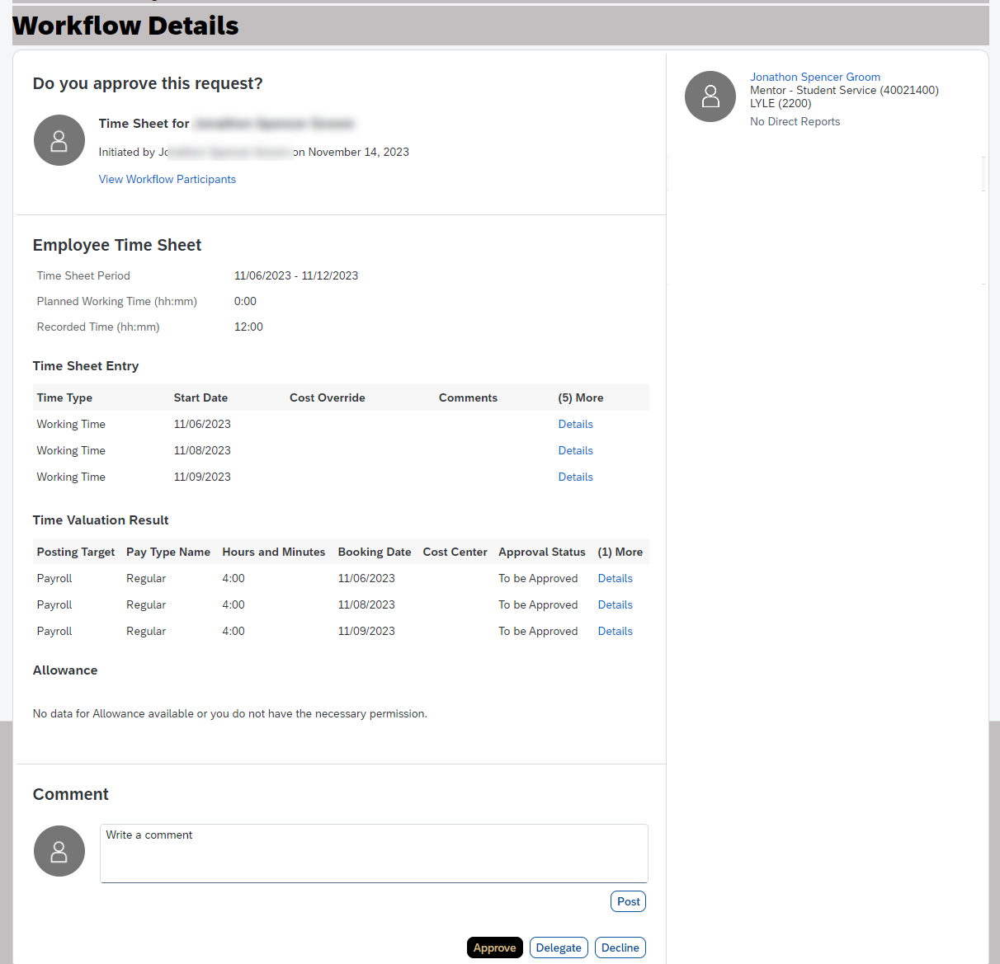 Workflow Details
Do you approve this request?
Time Sheet for
Initiated by Jo on November 14, 2023
View Workflow Participants
Jonathon Spencer Groom
Mentor - Student Service (40021400)
LYLE (2200)
No Direct Reports
Employee Time Sheet
Time Sheet Period 11/06/2023 - 11/12/2023
Planned Working Time (hh:mm) 0:00
Recorded Time (hh:mm) 12:00
Time Sheet Entry
Time Type Start Date Cost Override Comments (5) More
Working Time 11/06/2023 Details
Working Time 11/08/2023 Details
Working Time 11/09/2023 Details
Time Valuation Result
Posting Target Pay Type Name Hours and Minutes Booking Date Cost Center Approval Status (1) More
Payroll Regular 4:00 11/06/2023 To be Approved Details
Payroll Regular 4:00 11/08/2023 To be Approved Details
Payroll Regular 4:00 11/09/2023 To be Approved Details
Allowance
No data for Allowance available or you do not have the necessary permission.
Comment
Write a comment
Post
Approve Delegate Decline